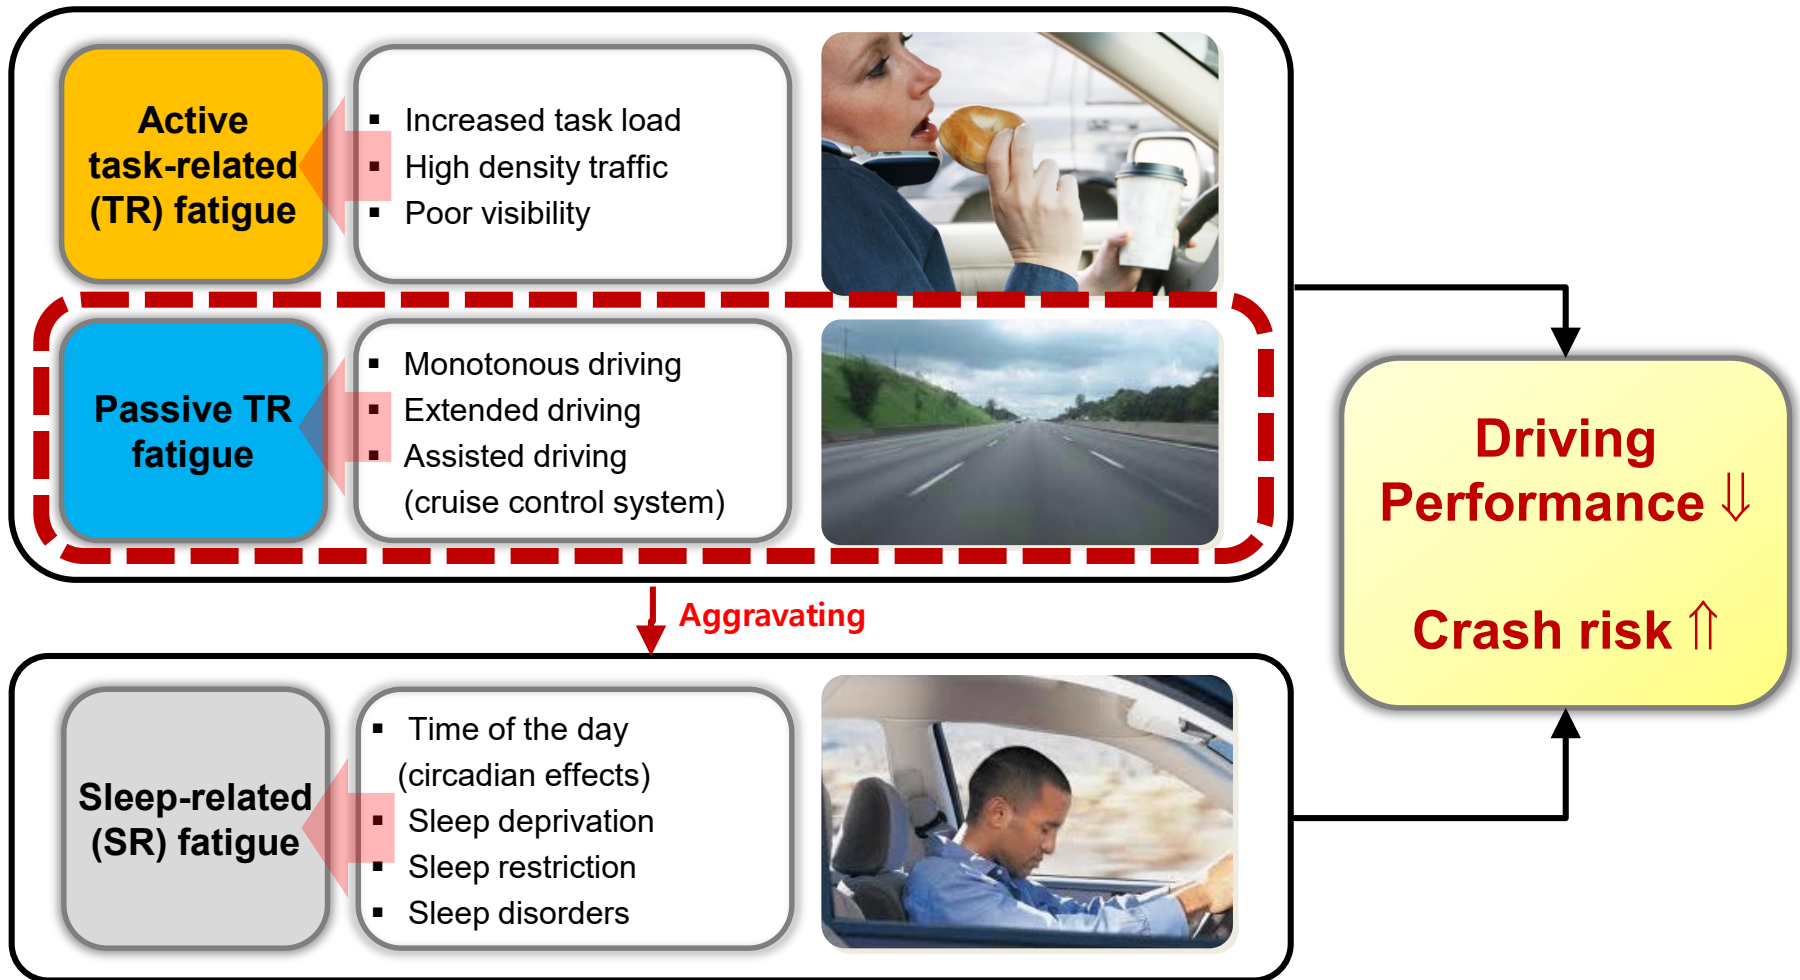 Active
task-related
(TR) fatigue
▪ Increased task load
▪ High density traffic
▪ Poor visibility
Passive TR
fatigue
▪ Monotonous driving
▪ Extended driving
▪ Assisted driving
(cruise control system)
Aggravating
Sleep-related
(SR) fatigue
▪ Time of the day
(circadian effects)
▪ Sleep deprivation
▪ Sleep restriction
▪ Sleep disorders
Driving
Performance ⇓
Crash risk ⇑